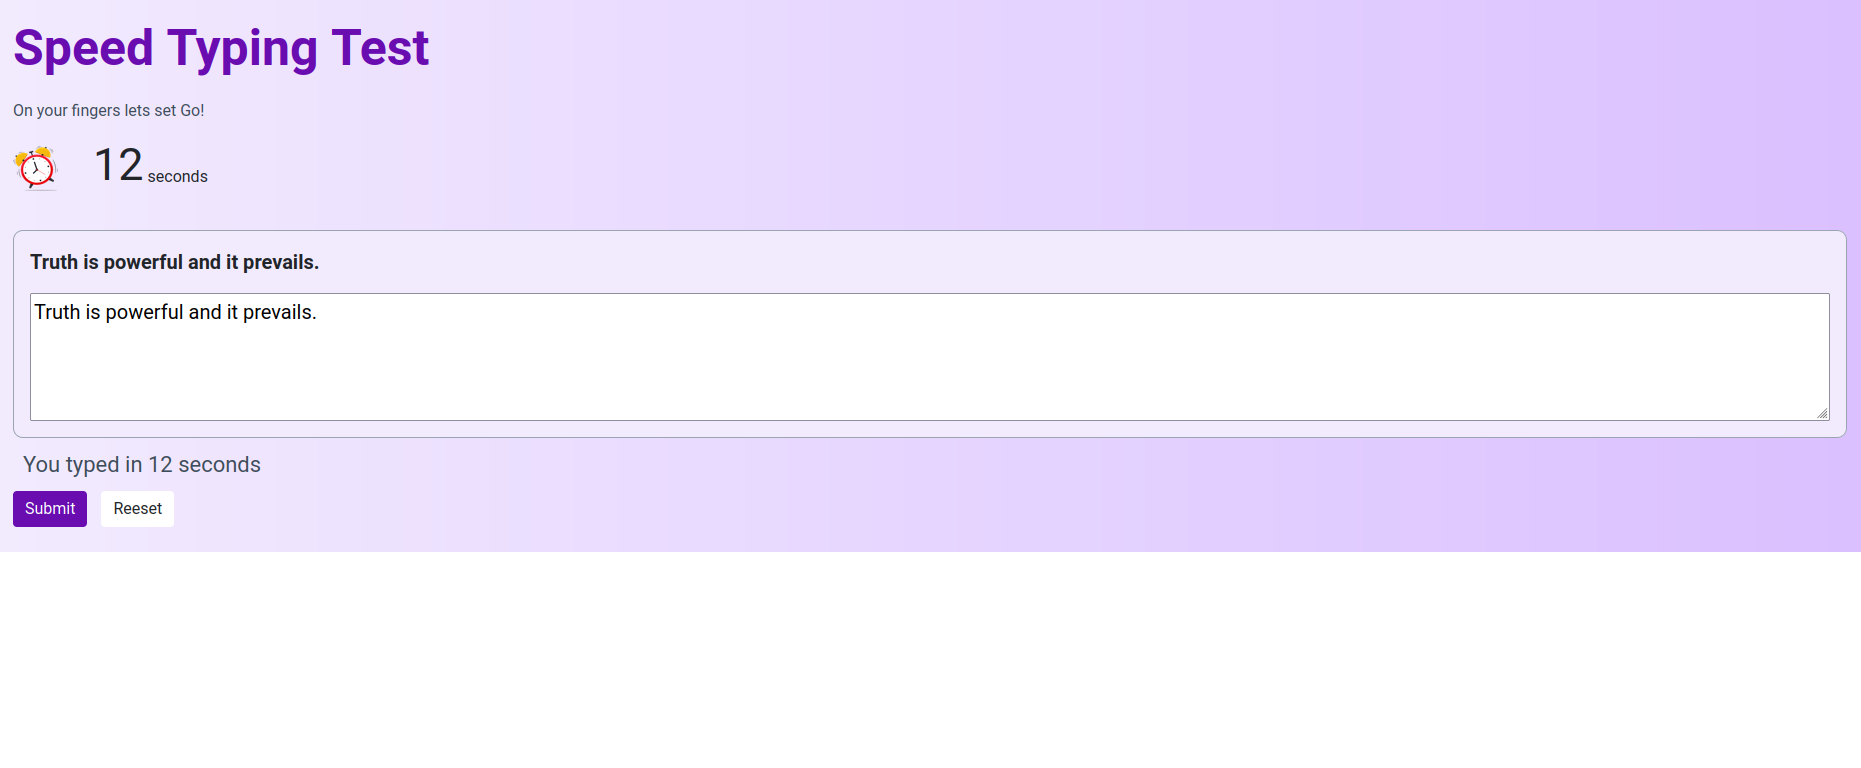 Speed Typing Test
On your fingers lets set Go!
12 seconds
Truth is powerful and it prevails.
Truth is powerful and it prevails.
You typed in 12 seconds
Submit Reeset